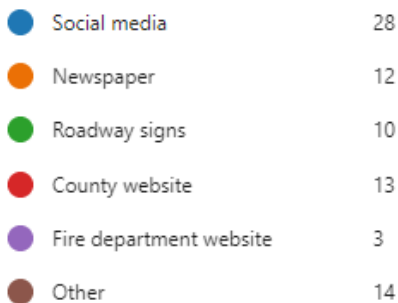 Social media 28
Newspaper 12
Roadway signs 10
County website 13
Fire department website 3
Other 14